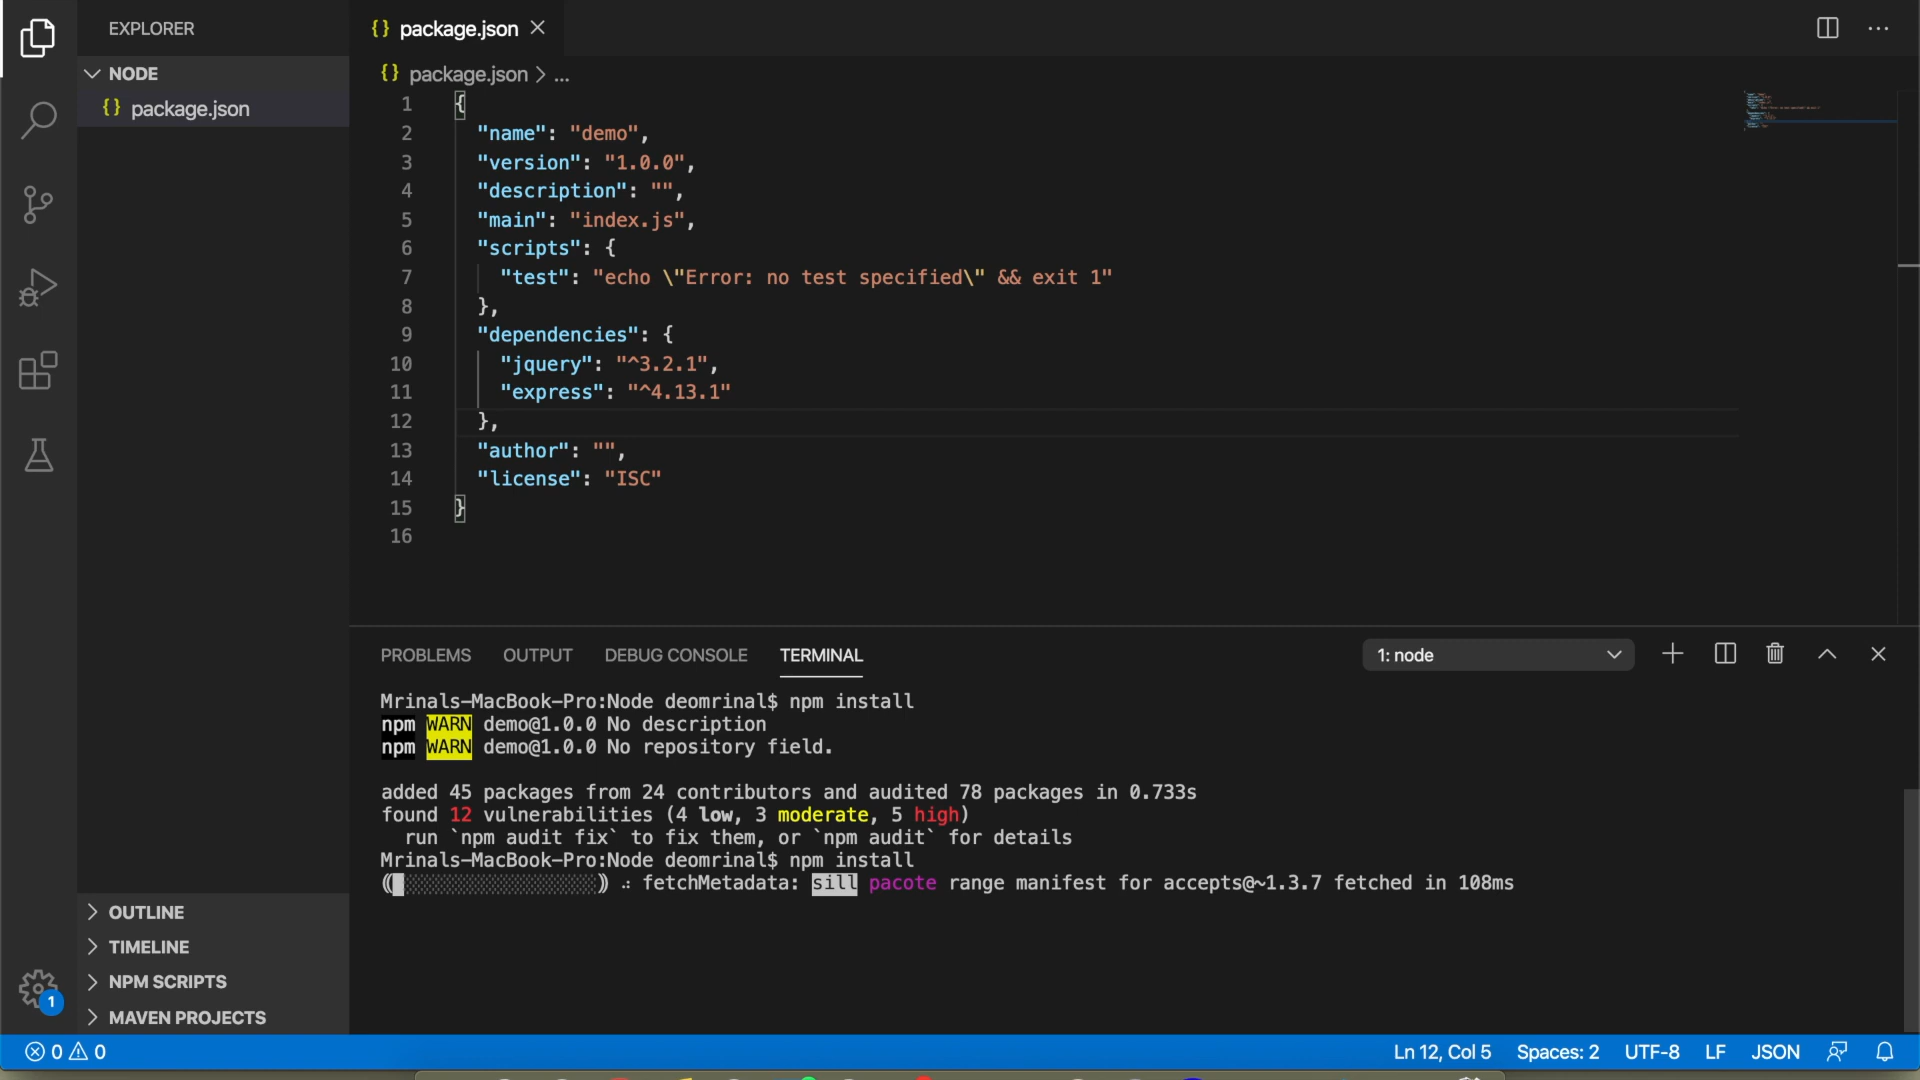 EXPLORER
NODE
{} package.json
OUTLINE
TIMELINE
NPM SCRIPTS
MAVEN PROJECTS
1
{} package.json
{} package.json > ...
1 {
2 "name": "demo",
3 "version": "1.0.0",
4 "description": "",
5 "main": "index.js",
6 "scripts": {
7 "test": "echo \"Error: no test specified\" && exit 1"
8 },
9 "dependencies": {
10 "jquery": "^3.2.1",
11 "express": "^4.13.1"
12 },
13 "author": "",
14 "license": "ISC"
15 }
16
PROBLEMS OUTPUT DEBUG CONSOLE TERMINAL 1: node
Mrinals-MacBook-Pro:Node deomrinal$ npm install
npm WARN demo@1.0.0 No description
npm WARN demo@1.0.0 No repository field.
added 45 packages from 24 contributors and audited 78 packages in 0.733s
found 12 vulnerabilities (4 low, 3 moderate, 5 high)
run `npm audit fix` to fix them, or `npm audit` for details
Mrinals-MacBook-Pro:Node deomrinal$ npm install
fetchMetadata: sill pacote range manifest for accepts@~1.3.7 fetched in 108ms
0 0 Ln 12, Col 5 Spaces: 2 UTF-8 LF JSON